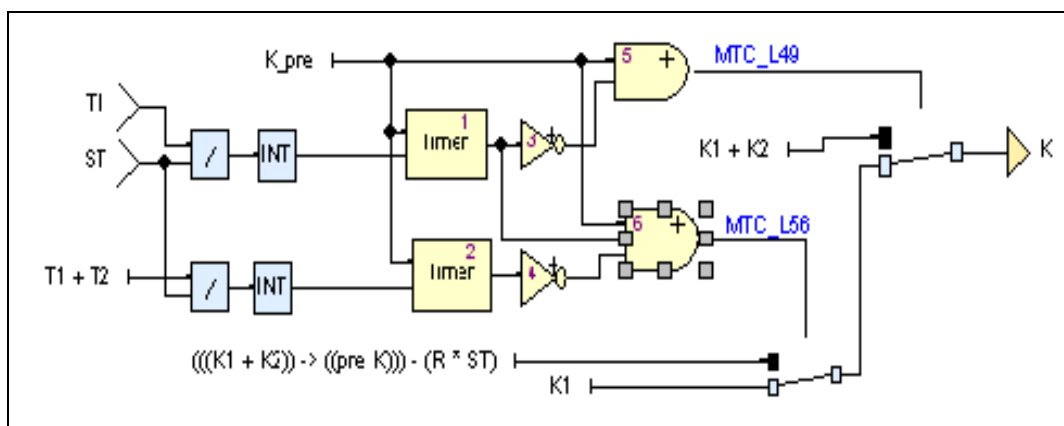 K_pre
5
+
MTC_L49
T1
ST
/
INT
1
Timer
3
+
K1 + K2
K
6
+
MTC_L56
T1 + T2
/
INT
2
Timer
4
+
(((K1 + K2)) -> ((pre K))) - (R * ST)
K1